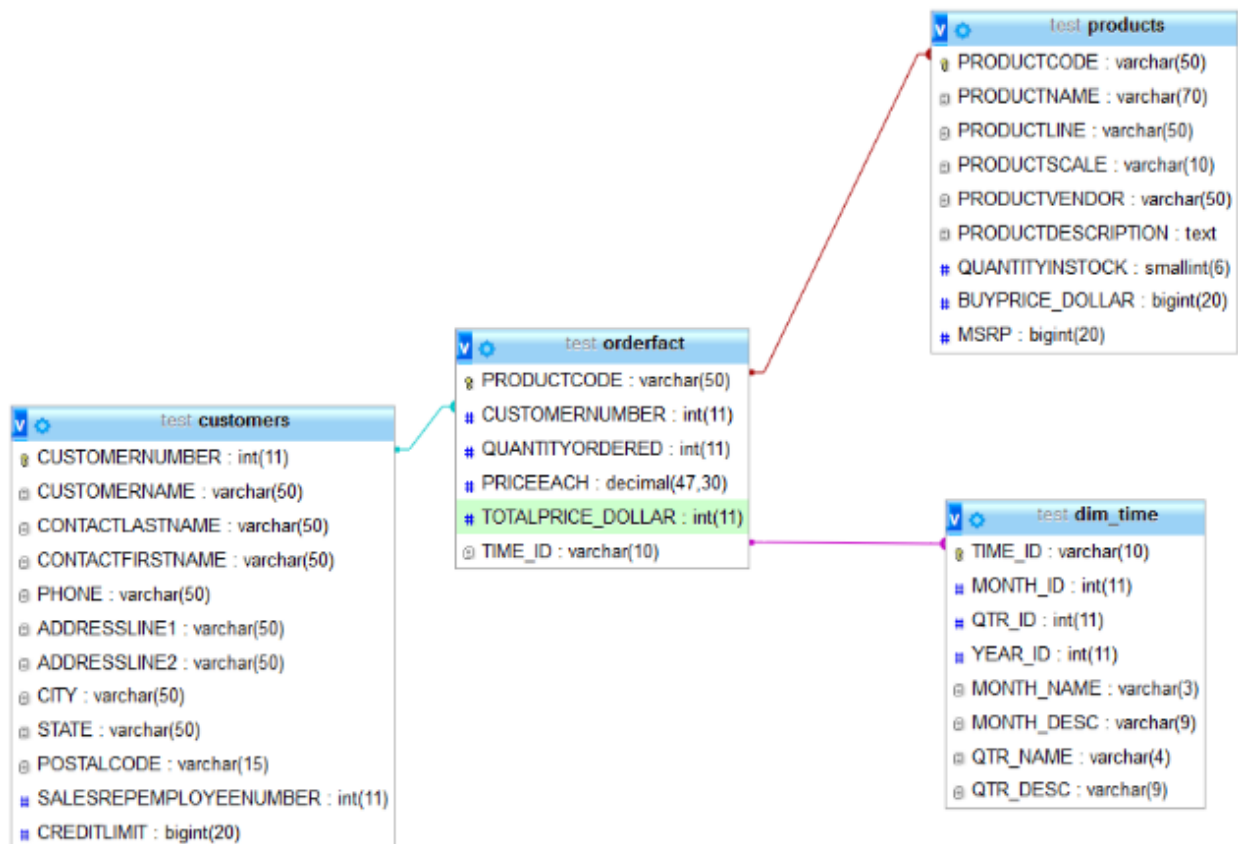 test products
PRODUCTCODE : varchar(50)
PRODUCTNAME : varchar(70)
PRODUCTLINE : varchar(50)
PRODUCTSCALE : varchar(10)
PRODUCTVENDOR : varchar(50)
PRODUCTDESCRIPTION : text
# QUANTITYINSTOCK : smallint(6)
# BUYPRICE_DOLLAR : bigint(20)
# MSRP : bigint(20)
test orderfact
PRODUCTCODE : varchar(50)
# CUSTOMERNUMBER : int(11)
# QUANTITYORDERED : int(11)
# PRICEEACH : decimal(47,30)
# TOTALPRICE_DOLLAR : int(11)
TIME_ID : varchar(10)
test customers
CUSTOMERNUMBER : int(11)
CUSTOMERNAME : varchar(50)
CONTACTLASTNAME : varchar(50)
CONTACTFIRSTNAME : varchar(50)
PHONE : varchar(50)
ADDRESSLINE1 : varchar(50)
ADDRESSLINE2 : varchar(50)
CITY : varchar(50)
STATE : varchar(50)
POSTALCODE : varchar(15)
# SALESREPEMPLOYEENUMBER : int(11)
# CREDITLIMIT : bigint(20)
test dim_time
TIME_ID : varchar(10)
# MONTH_ID : int(11)
# QTR_ID : int(11)
# YEAR_ID : int(11)
MONTH_NAME : varchar(3)
MONTH_DESC : varchar(9)
QTR_NAME : varchar(4)
QTR_DESC : varchar(9)